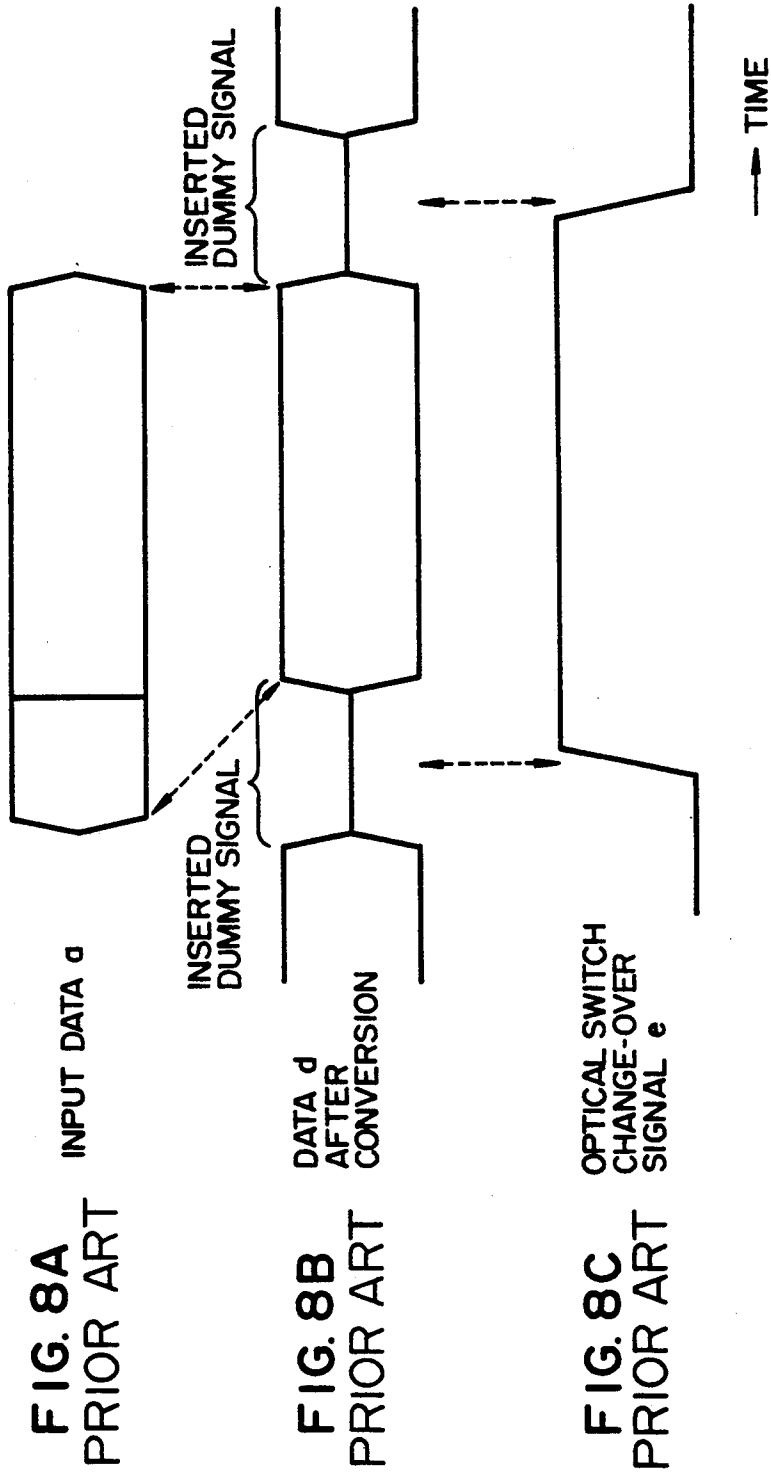 FIG. 8A
PRIOR ART
INPUT DATA a
FIG. 8B
PRIOR ART
DATA d
AFTER
CONVERSION
INSERTED
DUMMY SIGNAL
INSERTED
DUMMY SIGNAL
FIG. 8C
PRIOR ART
OPTICAL SWITCH
CHANGE-OVER
SIGNAL e
TIME